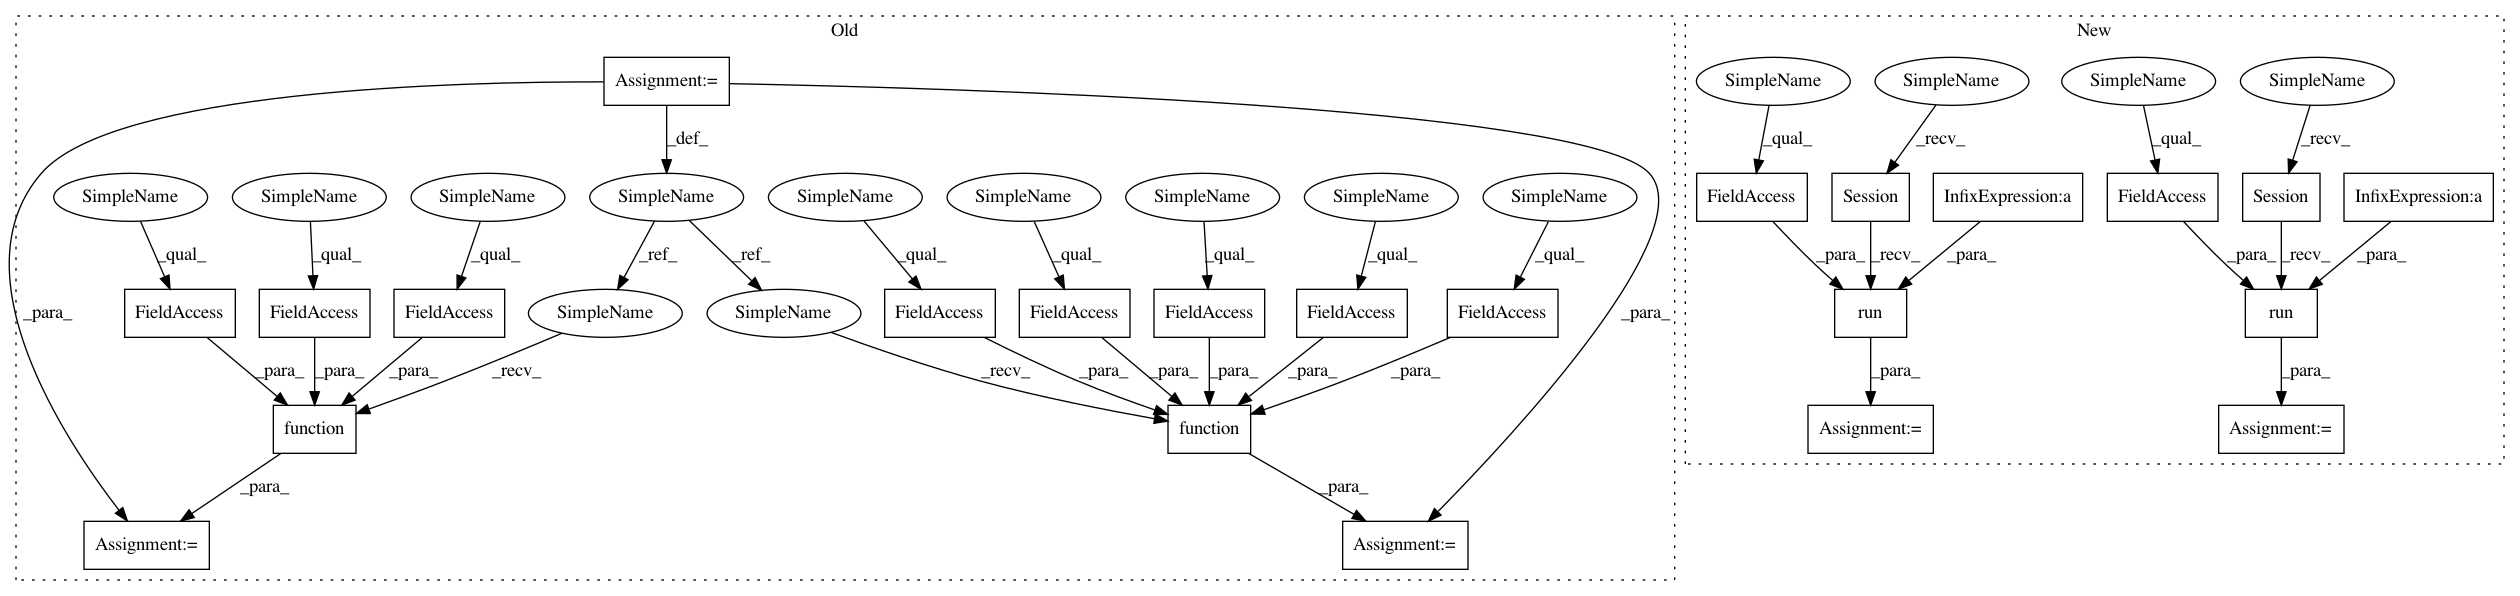 Old
New
Assignment:=
SimpleName
SimpleName
SimpleName
SimpleName
_def_
_qual_
_recv_
_qual_
_recv_
SimpleName
SimpleName
SimpleName
SimpleName
SimpleName
SimpleName
SimpleName
SimpleName
SimpleName
FieldAccess
Session
InfixExpression:a
FieldAccess
Session
InfixExpression:a
_qual_
_qual_
_qual_
_ref_
_ref_
_qual_
_qual_
_qual_
_qual_
_qual_
_para_
_recv_
_para_
_para_
_recv_
_para_
_para_
FieldAccess
FieldAccess
FieldAccess
SimpleName
SimpleName
FieldAccess
FieldAccess
FieldAccess
FieldAccess
FieldAccess
_para_
run
run
_para_
_para_
_para_
_recv_
_recv_
_para_
_para_
_para_
_para_
_para_
_para_
_para_
function
function
Assignment:=
Assignment:=
_para_
_para_
Assignment:=
Assignment:=